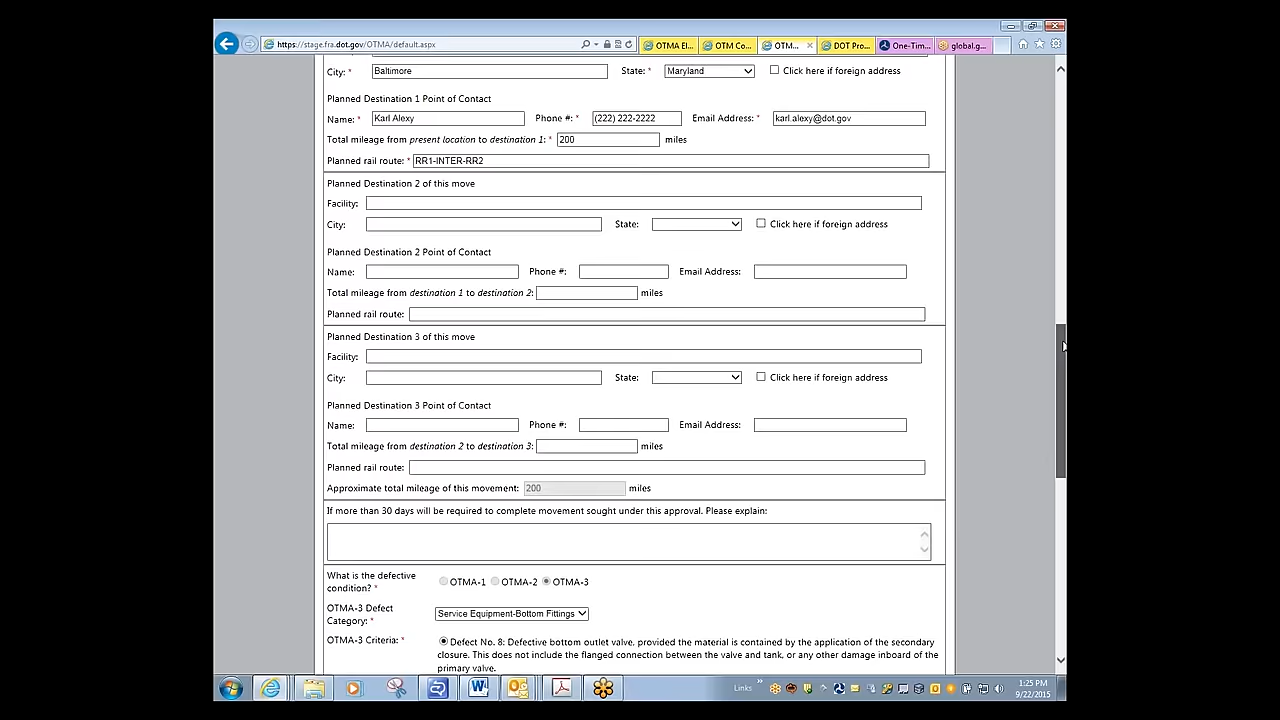 https://stage.fra.dot.gov/OTMA/default.aspx
OTMA El... OTM Co... OTM... DOT Pro... One-Tim... global.g...
City: * Baltimore State: * Maryland Click here if foreign address
Planned Destination 1 Point of Contact
Name: * Karl Alexy Phone #: * (222) 222-2222 Email Address: * karl.alexy@dot.gov
Total mileage from present location to destination 1: * 200 miles
Planned rail route: * RR1-INTER-RR2
Planned Destination 2 of this move
Facility:
City: State: Click here if foreign address
Planned Destination 2 Point of Contact
Name: Phone #: Email Address:
Total mileage from destination 1 to destination 2: miles
Planned rail route:
Planned Destination 3 of this move
Facility:
City: State: Click here if foreign address
Planned Destination 3 Point of Contact
Name: Phone #: Email Address:
Total mileage from destination 2 to destination 3: miles
Planned rail route:
Approximate total mileage of this movement: 200 miles
If more than 30 days will be required to complete movement sought under this approval. Please explain:
What is the defective condition? * OTMA-1 OTMA-2 OTMA-3
OTMA-3 Defect Category: * Service Equipment-Bottom Fittings
OTMA-3 Criteria: * Defect No. 8: Defective bottom outlet valve, provided the material is contained by the application of the secondary
closure. This does not include the flanged connection between the valve and tank, or any other damage inboard of the
primary valve.
Links
1:25 PM
9/22/2015